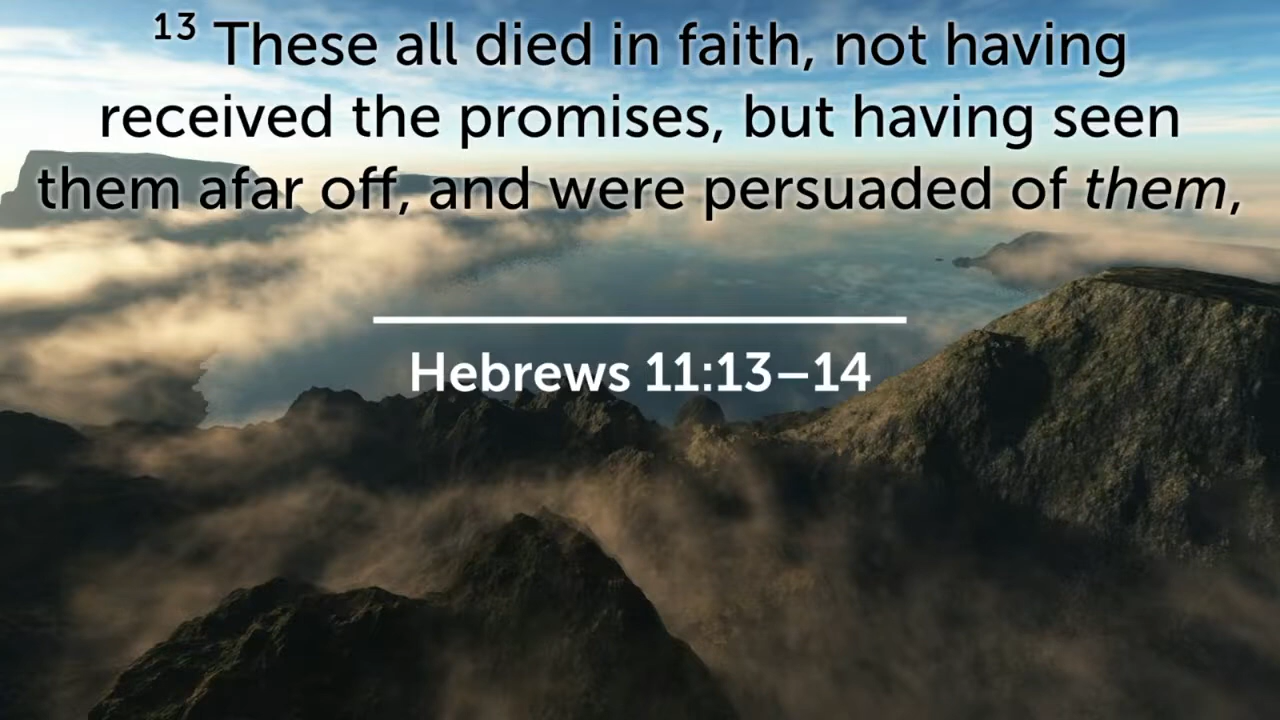 13 These all died in faith, not having
received the promises, but having seen
them afar off, and were persuaded of them,
Hebrews 11:13–14